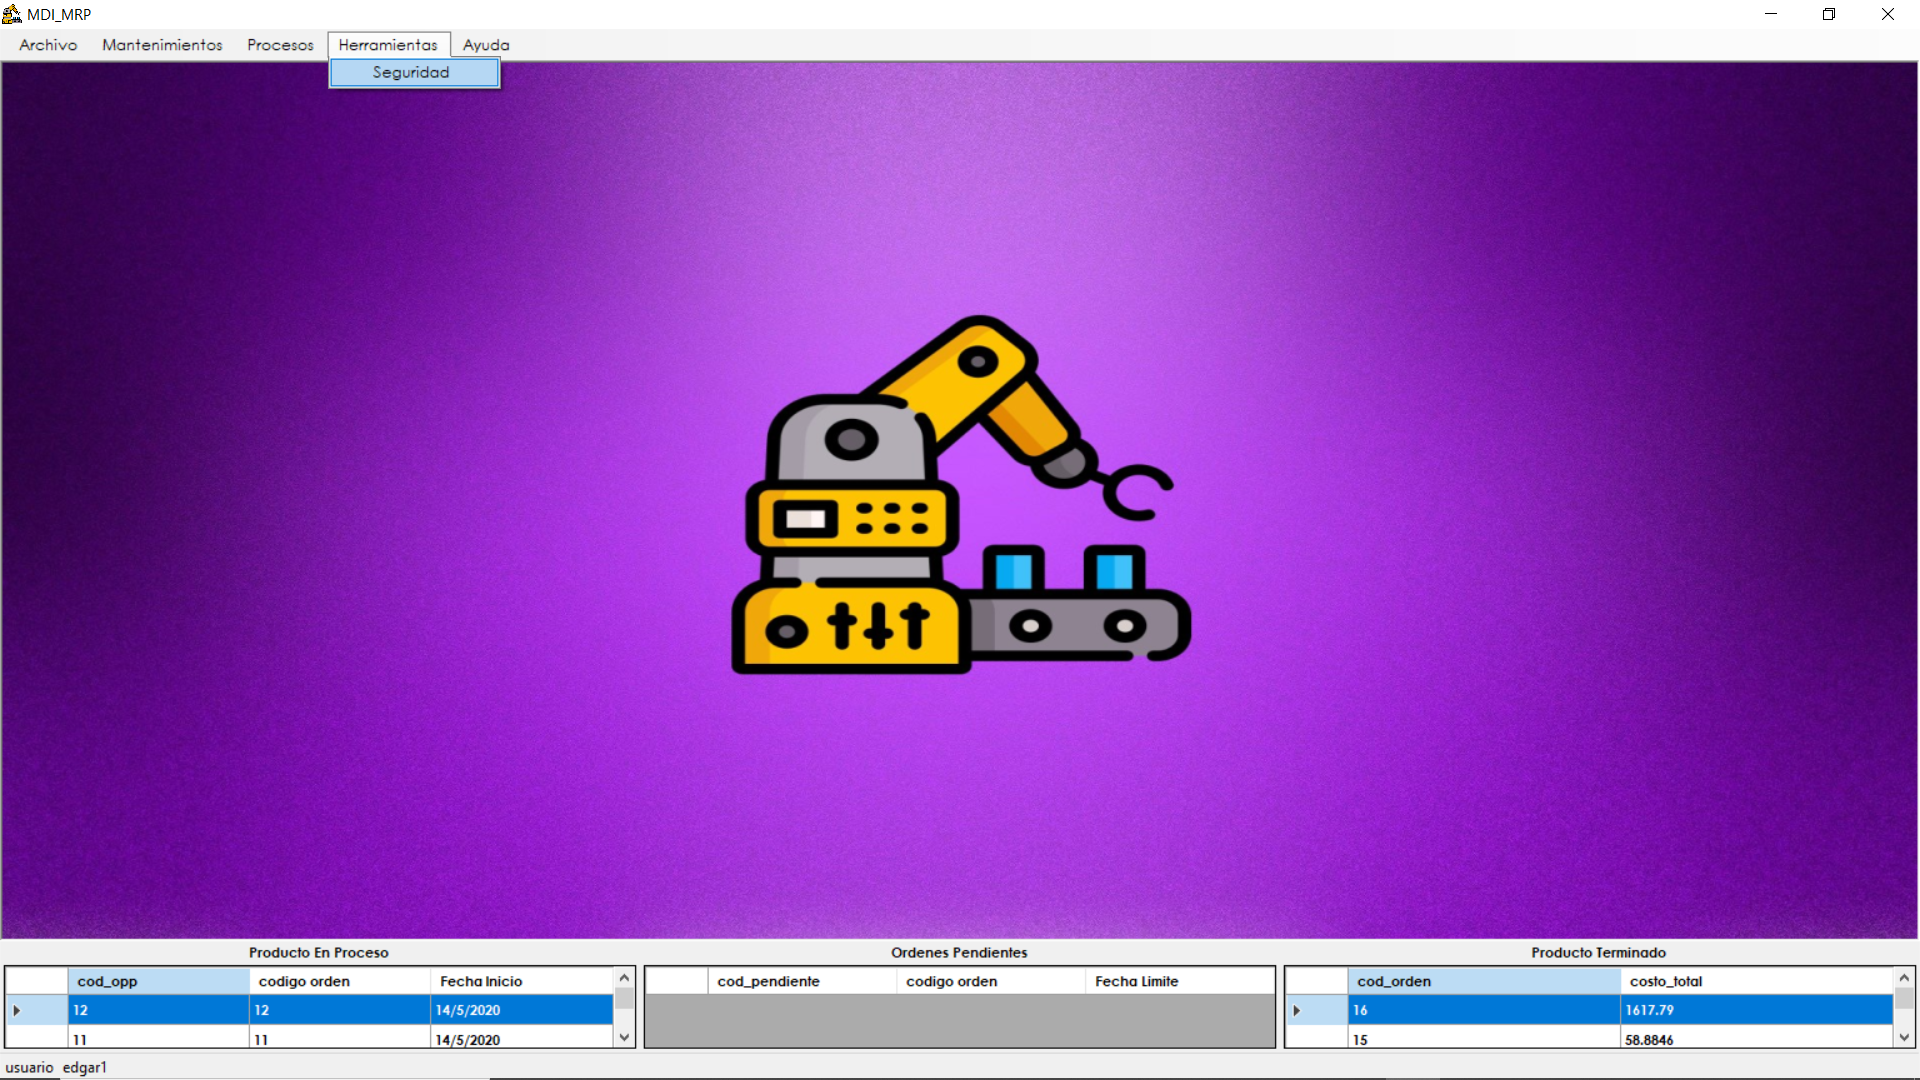 MDI_MRP
Archivo Mantenimientos Procesos Herramientas Ayuda
Seguridad
Producto En Proceso
cod_opp codigo orden Fecha Inicio
12 12 14/5/2020
11 11 14/5/2020
Ordenes Pendientes
cod_pendiente codigo orden Fecha Limite
Producto Terminado
cod_orden costo_total
16 1617.79
15 58.8846
usuario edgar1